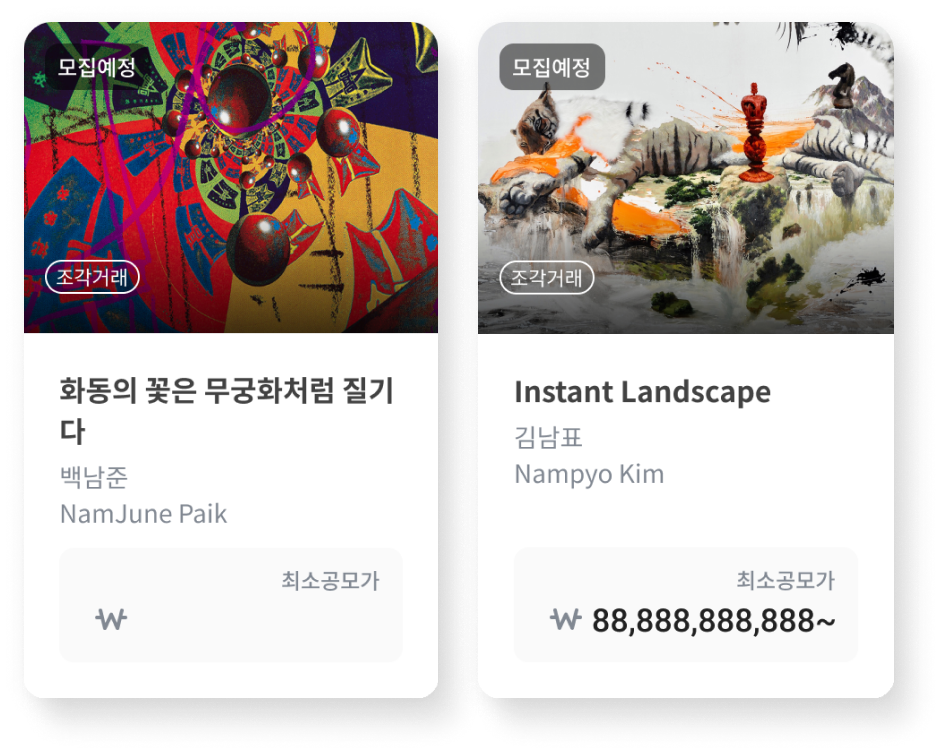 모집예정
조각거래
화동의 꽃은 무궁화처럼 질기
다
백남준
NamJune Paik
최소공모가
₩
모집예정
조각거래
Instant Landscape
김남표
Nampyo Kim
최소공모가
₩ 88,888,888,888~